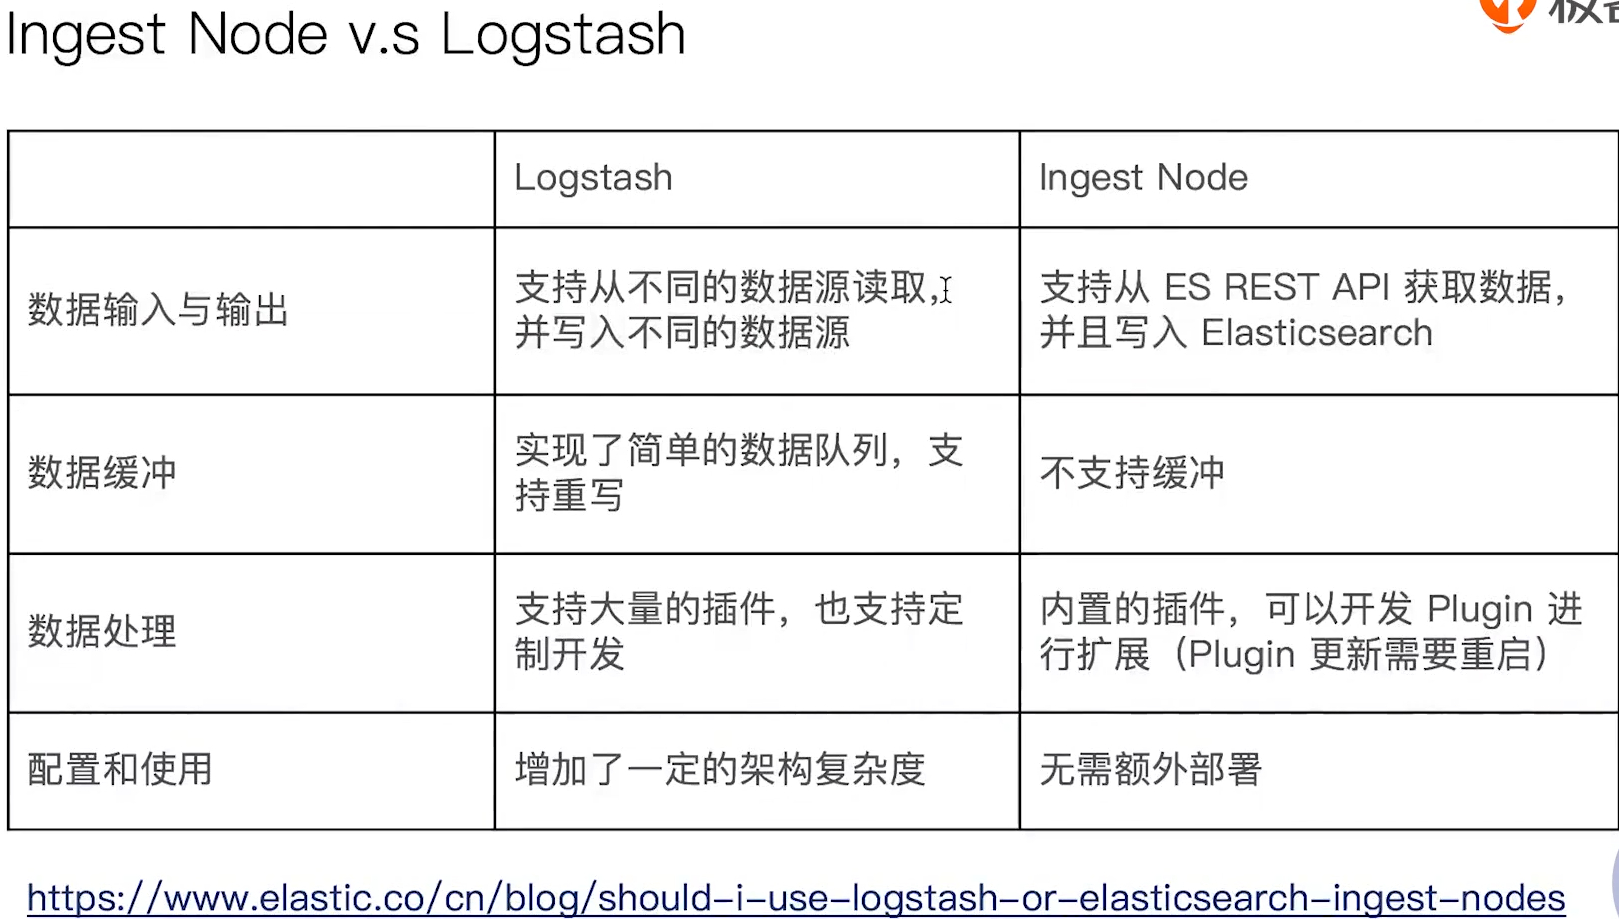 Ingest Node v.s Logstash
Logstash
Ingest Node
数据输入与输出
支持从不同的数据源读取,
并写入不同的数据源
支持从 ES REST API 获取数据，
并且写入 Elasticsearch
数据缓冲
实现了简单的数据队列，支
持重写
不支持缓冲
数据处理
支持大量的插件，也支持定
制开发
内置的插件，可以开发 Plugin 进
行扩展（Plugin 更新需要重启）
配置和使用
增加了一定的架构复杂度
无需额外部署
https://www.elastic.co/cn/blog/should-i-use-logstash-or-elasticsearch-ingest-nodes